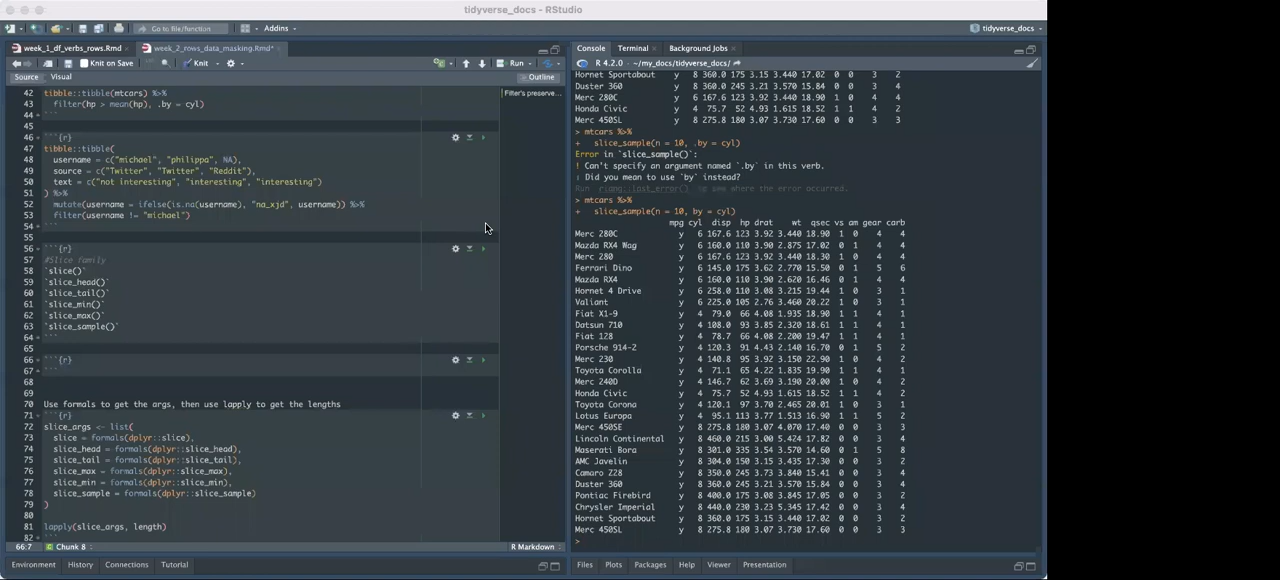 tidyverse_docs - RStudio
Go to file/function
Addins
tidyverse_docs
week_1_df_verbs_rows.Rmd
week_2_rows_data_masking.Rmd*
Knit on Save
Knit
Run
Source
Visual
Outline
42 tibble::tibble(mtcars) %>%
43 filter(hp > mean(hp), .by = cyl)
44 ```
45
46 ```{r}
47 tibble::tibble(
48 username = c("michael", "philippa", NA),
49 source = c("Twitter", "Twitter", "Reddit"),
50 text = c("not interesting", "interesting", "interesting")
51 ) %>%
52 mutate(username = ifelse(is.na(username), "na_xjd", username)) %>%
53 filter(username != "michael")
54 ```
55
56 ```{r}
57 #Slice family
58 `slice()`
59 `slice_head()`
60 `slice_tail()`
61 `slice_min()`
62 `slice_max()`
63 `slice_sample()`
64 ```
65
66 ```{r}
67 ```
68
69
70 Use formals to get the args, then use lapply to get the lengths
71 ```{r}
72 slice_args <- list(
73 slice = formals(dplyr::slice),
74 slice_head = formals(dplyr::slice_head),
75 slice_tail = formals(dplyr::slice_tail),
76 slice_max = formals(dplyr::slice_max),
77 slice_min = formals(dplyr::slice_min),
78 slice_sample = formals(dplyr::slice_sample)
79 )
80
81 lapply(slice_args, length)
82 ```
Filter's preserve...
66:7
Chunk 8
R Markdown
Environment
History
Connections
Tutorial
Console
Terminal
Background Jobs
R 4.2.0 · ~/my_docs/tidyverse_docs/
Hornet Sportabout y 8 360.0 175 3.15 3.440 17.02 0 0 3 2
Duster 360 y 8 360.0 245 3.21 3.570 15.84 0 0 3 4
Merc 280C y 6 167.6 123 3.92 3.440 18.90 1 0 4 4
Honda Civic y 4 75.7 52 4.93 1.615 18.52 1 1 4 2
Merc 450SL y 8 275.8 180 3.07 3.730 17.60 0 0 3 3
> mtcars %>%
+ slice_sample(n = 10, .by = cyl)
Error in `slice_sample()`:
! Can't specify an argument named `.by` in this verb.
i Did you mean to use `by` instead?
Run `rlang::last_error()` to see where the error occurred.
> mtcars %>%
+ slice_sample(n = 10, by = cyl)
mpg cyl disp hp drat wt qsec vs am gear carb
Merc 280C y 6 167.6 123 3.92 3.440 18.90 1 0 4 4
Mazda RX4 Wag y 6 160.0 110 3.90 2.875 17.02 0 1 4 4
Merc 280 y 6 167.6 123 3.92 3.440 18.30 1 0 4 4
Ferrari Dino y 6 145.0 175 3.62 2.770 15.50 0 1 5 6
Mazda RX4 y 6 160.0 110 3.90 2.620 16.46 0 1 4 4
Hornet 4 Drive y 6 258.0 110 3.08 3.215 19.44 1 0 3 1
Valiant y 6 225.0 105 2.76 3.460 20.22 1 0 3 1
Fiat X1-9 y 4 79.0 66 4.08 1.935 18.90 1 1 4 1
Datsun 710 y 4 108.0 93 3.85 2.320 18.61 1 1 4 1
Fiat 128 y 4 78.7 66 4.08 2.200 19.47 1 1 4 1
Porsche 914-2 y 4 120.3 91 4.43 2.140 16.70 0 1 5 2
Merc 230 y 4 140.8 95 3.92 3.150 22.90 1 0 4 2
Toyota Corolla y 4 71.1 65 4.22 1.835 19.90 1 1 4 1
Merc 240D y 4 146.7 62 3.69 3.190 20.00 1 0 4 2
Honda Civic y 4 75.7 52 4.93 1.615 18.52 1 1 4 2
Toyota Corona y 4 120.1 97 3.70 2.465 20.01 1 0 3 1
Lotus Europa y 4 95.1 113 3.77 1.513 16.90 1 1 5 2
Merc 450SE y 8 275.8 180 3.07 4.070 17.40 0 0 3 3
Lincoln Continental y 8 460.0 215 3.00 5.424 17.82 0 0 3 4
Maserati Bora y 8 301.0 335 3.54 3.570 14.60 0 1 5 8
AMC Javelin y 8 304.0 150 3.15 3.435 17.30 0 0 3 2
Camaro Z28 y 8 350.0 245 3.73 3.840 15.41 0 0 3 4
Duster 360 y 8 360.0 245 3.21 3.570 15.84 0 0 3 4
Pontiac Firebird y 8 400.0 175 3.08 3.845 17.05 0 0 3 2
Chrysler Imperial y 8 440.0 230 3.23 5.345 17.42 0 0 3 4
Hornet Sportabout y 8 360.0 175 3.15 3.440 17.02 0 0 3 2
Merc 450SL y 8 275.8 180 3.07 3.730 17.60 0 0 3 3
>
Files
Plots
Packages
Help
Viewer
Presentation